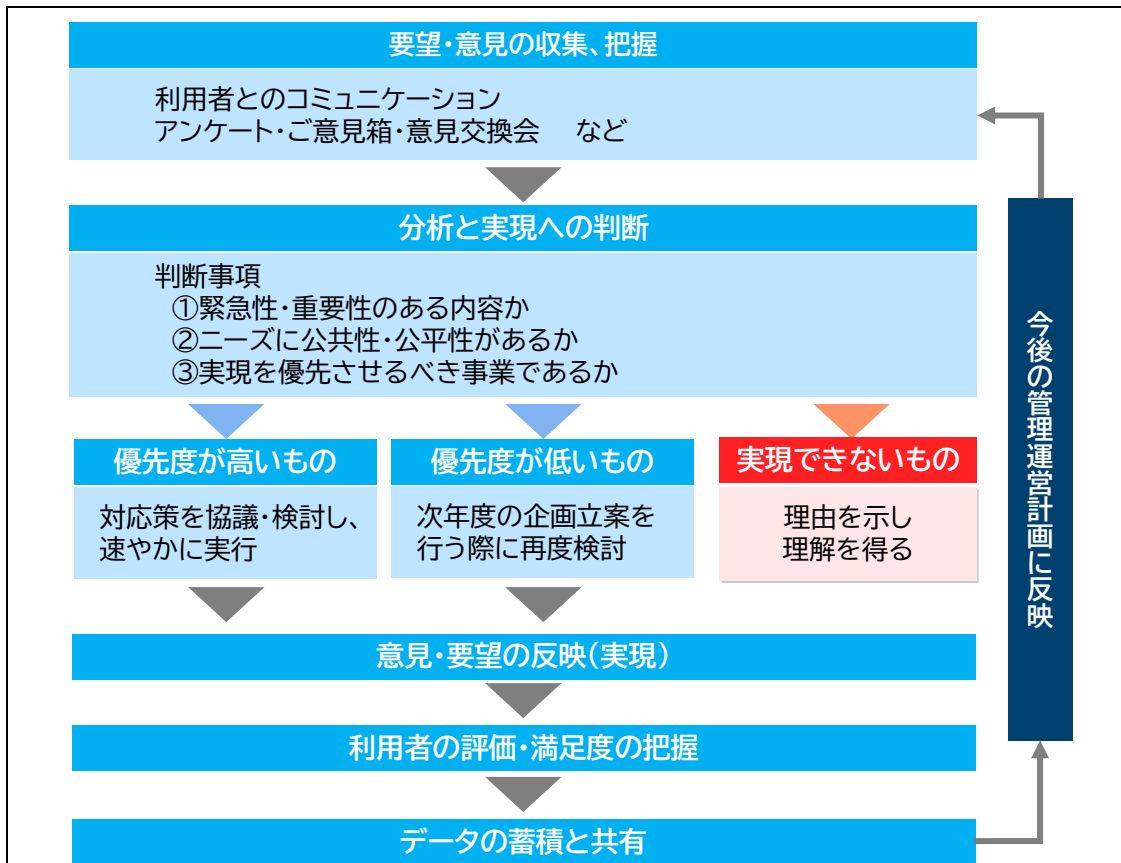 要望・意見の収集、把握
利用者とのコミュニケーション
アンケート・ご意見箱・意見交換会　など
分析と実現への判断
判断事項
①緊急性・重要性のある内容か
②ニーズに公共性・公平性があるか
③実現を優先させるべき事業であるか
優先度が高いもの
対応策を協議・検討し、
速やかに実行
優先度が低いもの
次年度の企画立案を
行う際に再度検討
実現できないもの
理由を示し
理解を得る
意見・要望の反映（実現）
利用者の評価・満足度の把握
データの蓄積と共有
今後の管理運営計画に反映